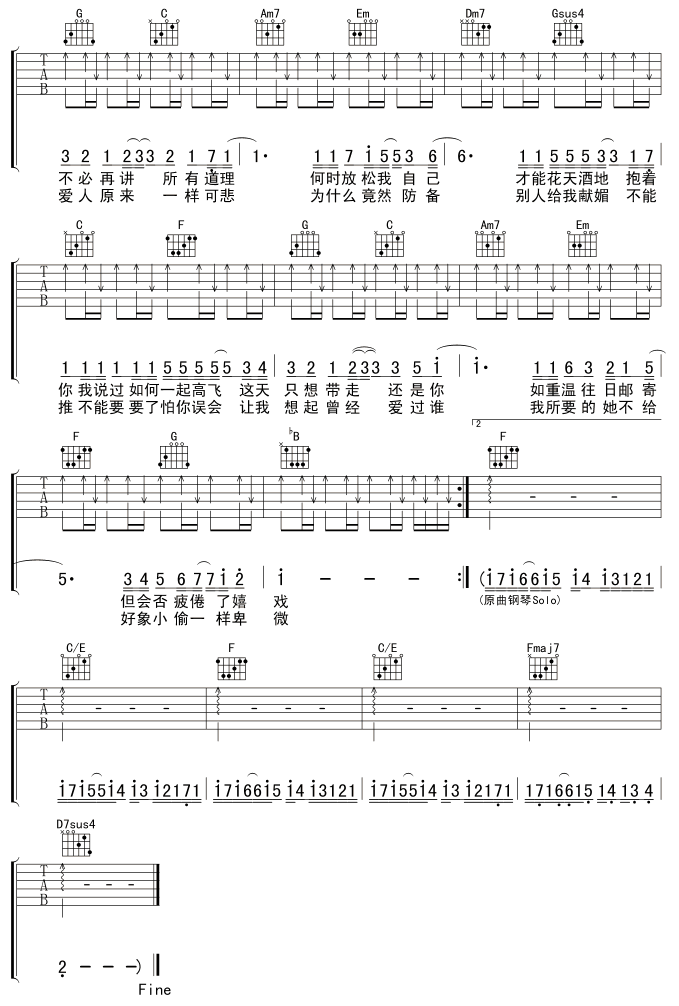 G C Am7 Em Dm7 Gsus4
T A B
3 2 1 2 3 3 2 1 7 1 1· 1 1 7 1 5 5 3 6 6· 1 1 5 5 5 3 3 1 7
不必再讲 所有道理 何时放松我 自己 才能花天酒地 抱着
爱人原来 一样可悲 为什么竟然 防备 别人给我献媚 不能
C F G C Am7 Em
T A B
1 1 1 1 1 1 5 5 5 5 5 3 4 3 2 1 2 3 3 3 5 i i· 1 1 6 3 2 1 5
你我说过 如何一起高飞 这天 只想带走 还是你 如重温往日邮寄
推不能要 要了怕你误会 让我 想起曾经 爱过谁 我所要的她不给
F G ♭B 2 F
T A B - - -
5· 3 4 5 6 7 7 i 2 i - - - :‖ (i 7 i 6 6 i 5 i 4 i 3 1 2 1
但会否 疲倦 了嬉 戏 (原曲钢琴Solo)
好象小 偷一 样卑 微
C/E F C/E Fmaj7
T A B - - - - - - - - - - - -
i 7 i 5 5 i 4 i 3 i 2 1 7 1 i 7 i 6 6 i 5 i 4 i 3 1 2 1 i 7 i 5 5 i 4 i 3 i 2 1 7 1 1 7 1 6 6 1 5 1 4 1 3 4
D7sus4
T A B - - -
2 - - - )
Fine